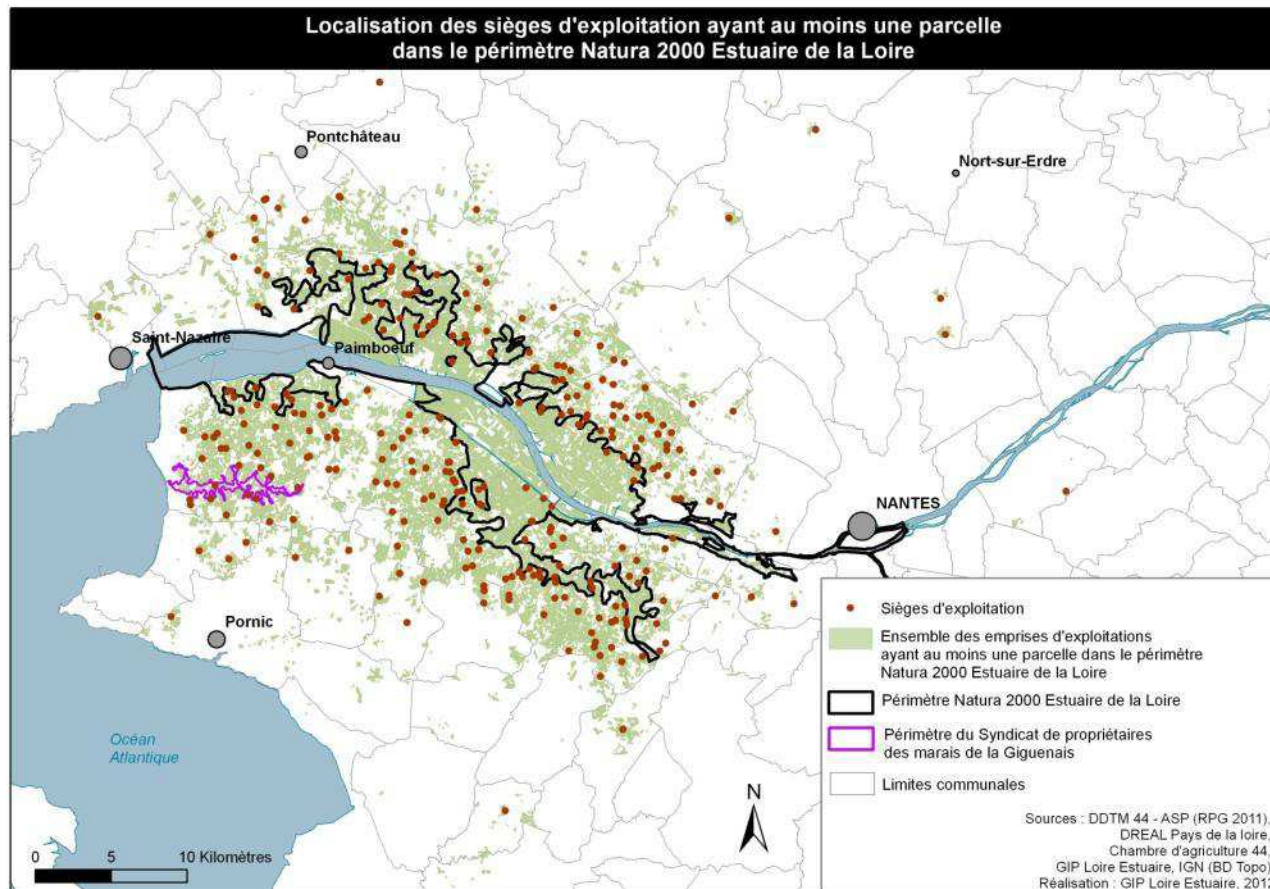 Localisation des sièges d'exploitation ayant au moins une parcelle
dans le périmètre Natura 2000 Estuaire de la Loire
Pontchâteau
Nort-sur-Erdre
Saint-Nazaire
Paimboeuf
NANTES
Pornic
Océan
Atlantique
N
0 5 10 Kilomètres
Sièges d'exploitation
Ensemble des emprises d'exploitations
ayant au moins une parcelle dans le périmètre
Natura 2000 Estuaire de la Loire
Périmètre Natura 2000 Estuaire de la Loire
Périmètre du Syndicat de propriétaires
des marais de la Giguenais
Limites communales
Sources : DDTM 44 - ASP (RPG 2011),
DREAL Pays de la loire,
Chambre d'agriculture 44,
GIP Loire Estuaire, IGN (BD Topo)
Réalisation : GIP Loire Estuaire,